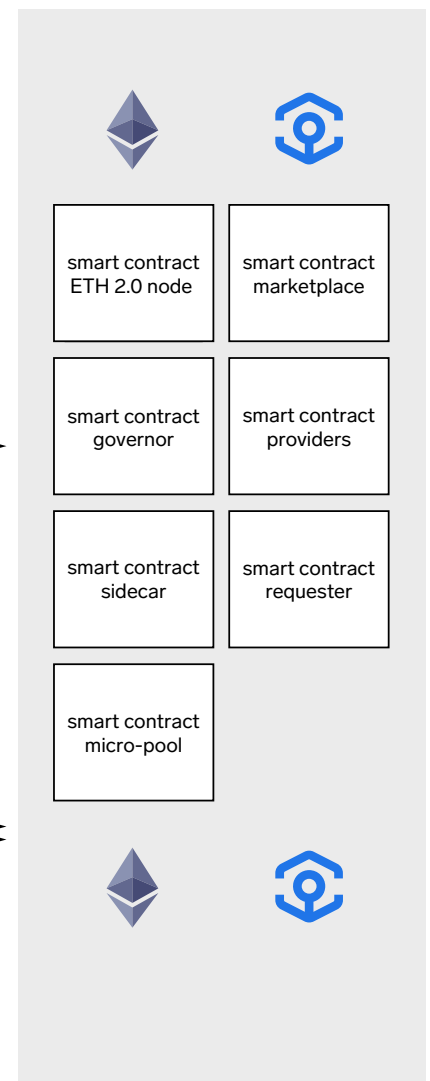 smart contract
ETH 2.0 node
smart contract
marketplace
smart contract
governor
smart contract
providers
smart contract
sidecar
smart contract
requester
smart contract
micro-pool